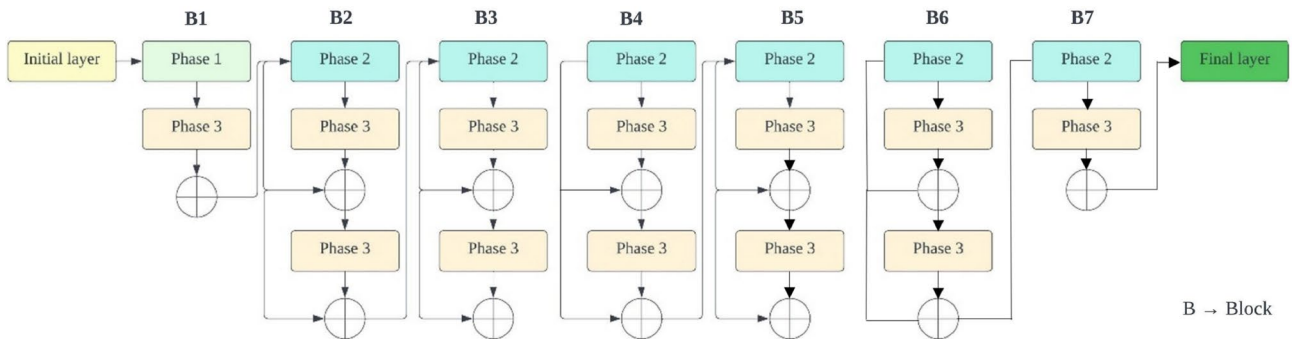 B1 B2 B3 B4 B5 B6 B7
Initial layer Phase 1 Phase 2 Phase 2 Phase 2 Phase 2 Phase 2 Phase 2 Final layer
Phase 3 Phase 3 Phase 3 Phase 3 Phase 3 Phase 3 Phase 3
Phase 3 Phase 3 Phase 3 Phase 3 Phase 3
B → Block